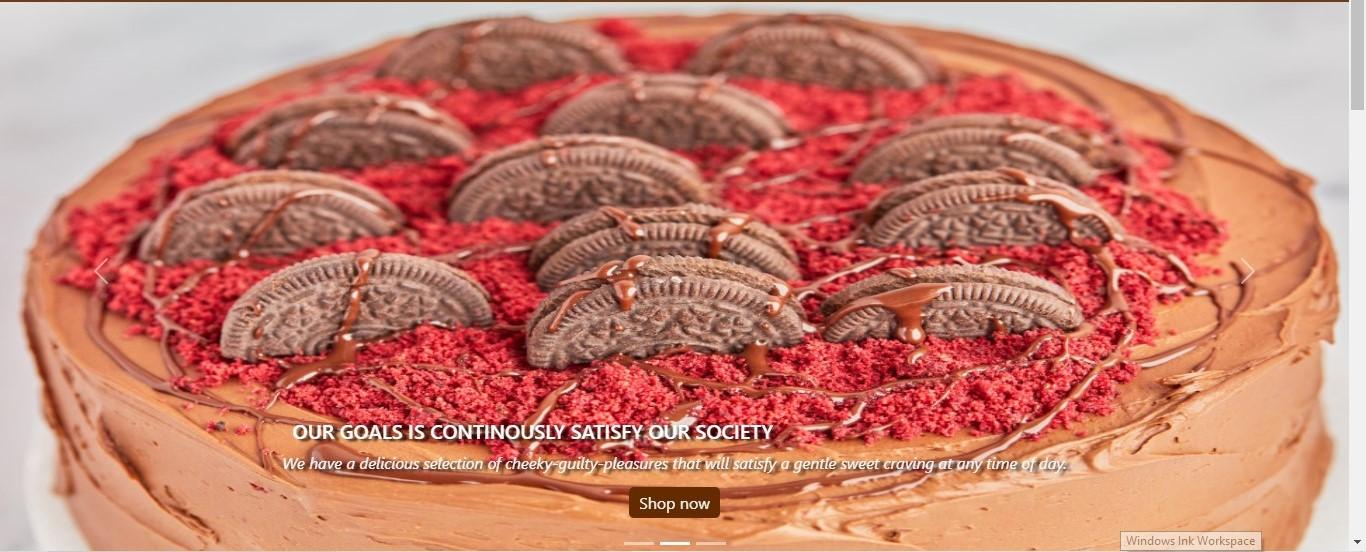 OUR GOALS IS CONTINOUSLY SATISFY OUR SOCIETY
We have a delicious selection of cheeky-guilty-pleasures that will satisfy a gentle sweet craving at any time of day.
Shop now
Windows Ink Workspace